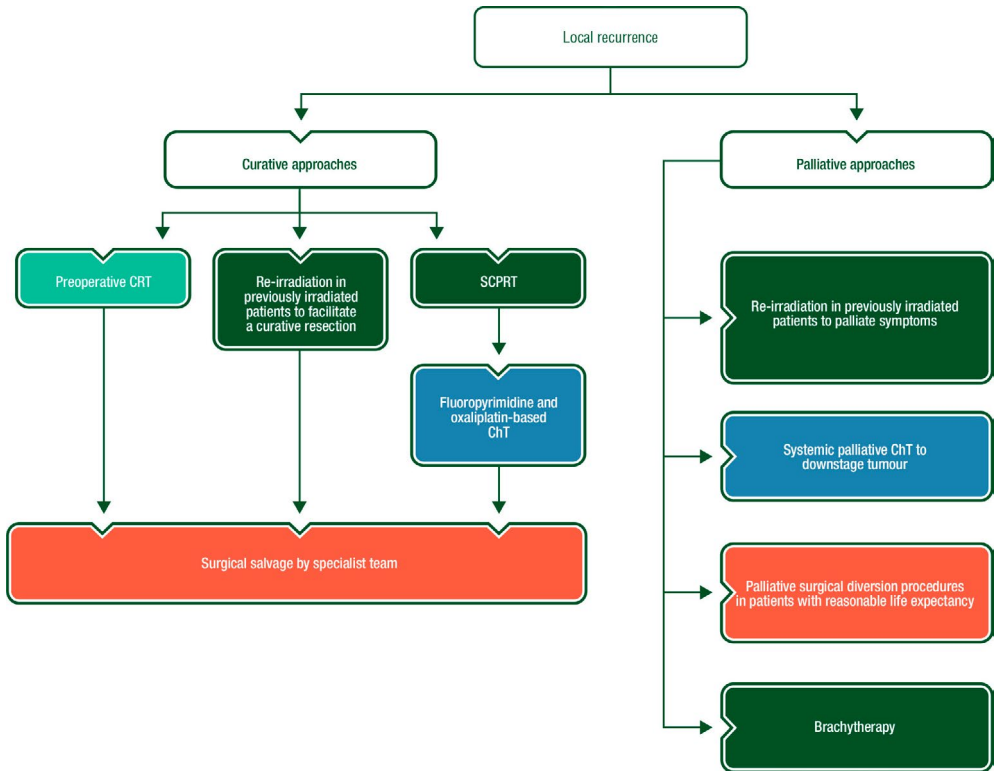 Local recurrence
Curative approaches
Palliative approaches
Preoperative CRT
Re-irradiation in
previously irradiated
patients to facilitate
a curative resection
SCPRT
Fluoropyrimidine and
oxaliplatin-based
ChT
Surgical salvage by specialist team
Re-irradiation in previously irradiated
patients to palliate symptoms
Systemic palliative ChT to
downstage tumour
Palliative surgical diversion procedures
in patients with reasonable life expectancy
Brachytherapy